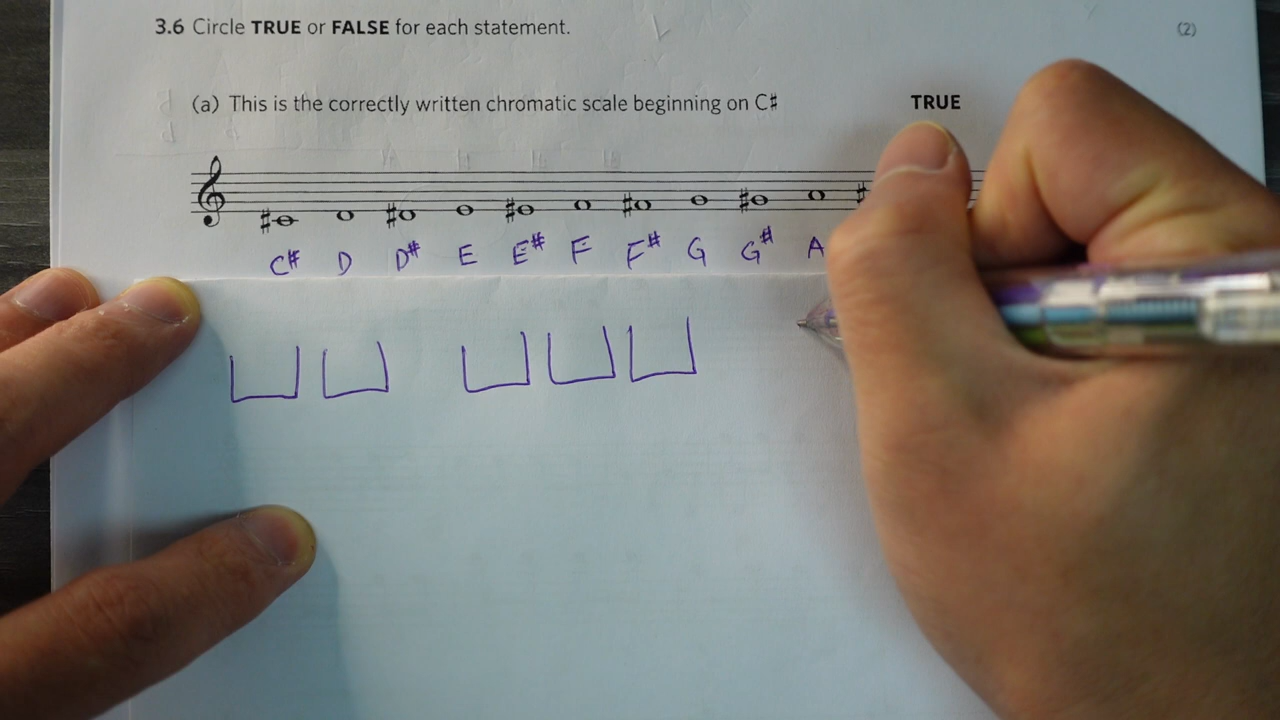 3.6 Circle TRUE or FALSE for each statement.
(2)
(a) This is the correctly written chromatic scale beginning on C♯
TRUE
C# D D# E E# F F# G G# A